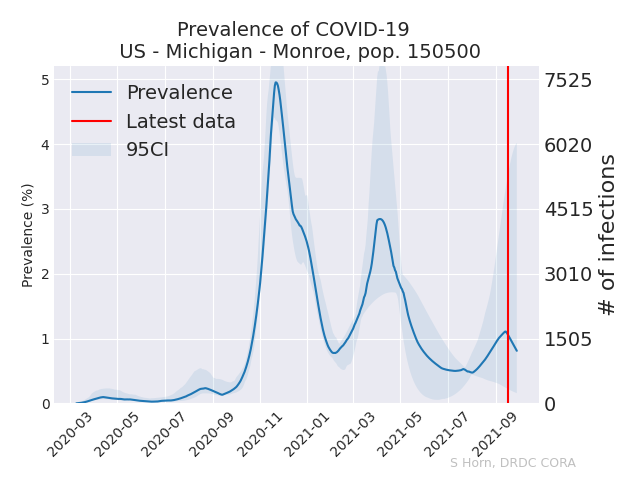 Prevalence of COVID-19
US - Michigan - Monroe, pop. 150500
Prevalence
Latest data
95CI
Prevalence (%)
5
4
3
2
1
0
7525
6020
4515
3010
1505
0
# of infections
2020-03
2020-05
2020-07
2020-09
2020-11
2021-01
2021-03
2021-05
2021-07
2021-09
S Horn, DRDC CORA